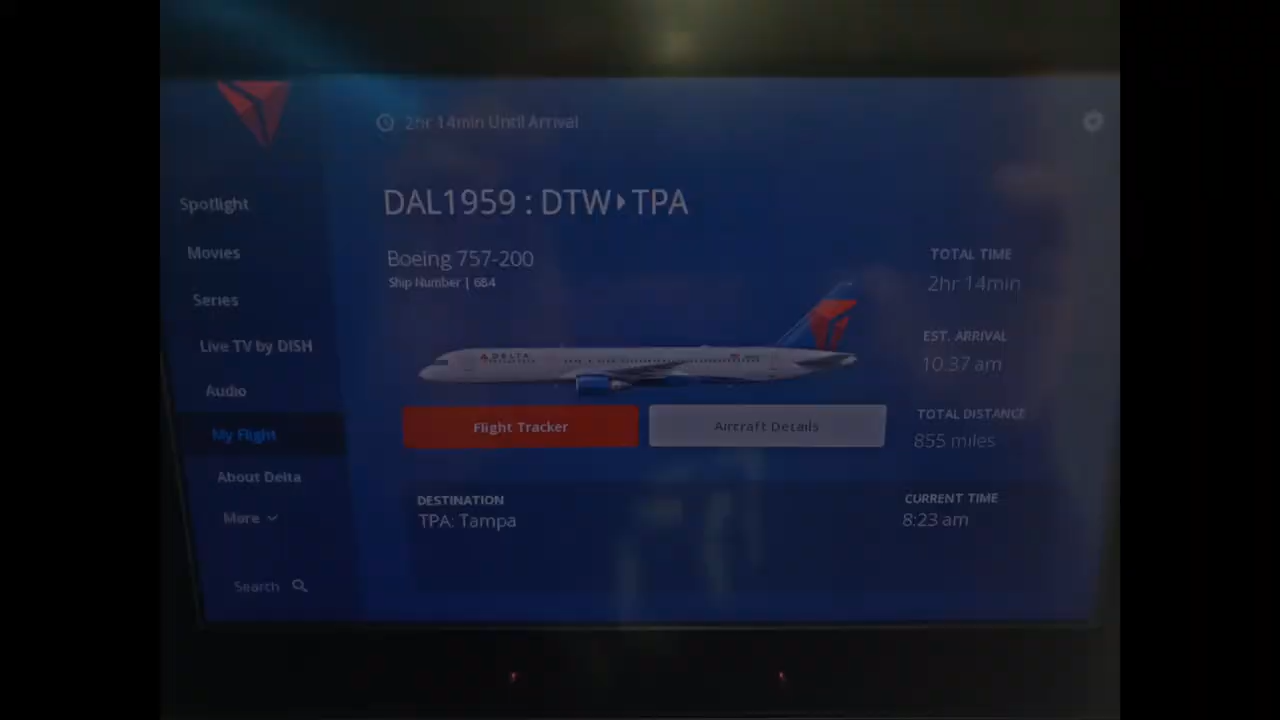 2hr 14min Until Arrival
DAL1959 : DTW▸TPA
Spotlight
Movies
Series
Live TV by DISH
Audio
My Flight
About Delta
More
Search
Boeing 757-200
Ship Number | 684
DELTA
Flight Tracker
Aircraft Details
TOTAL TIME
2hr 14min
EST. ARRIVAL
10:37 am
TOTAL DISTANCE
855 miles
DESTINATION
TPA: Tampa
CURRENT TIME
8:23 am